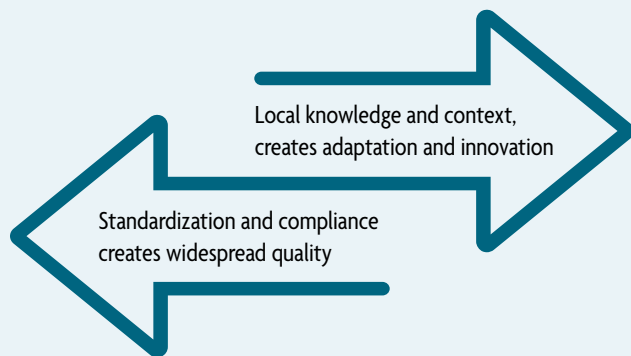 Local knowledge and context,
creates adaptation and innovation
Standardization and compliance
creates widespread quality